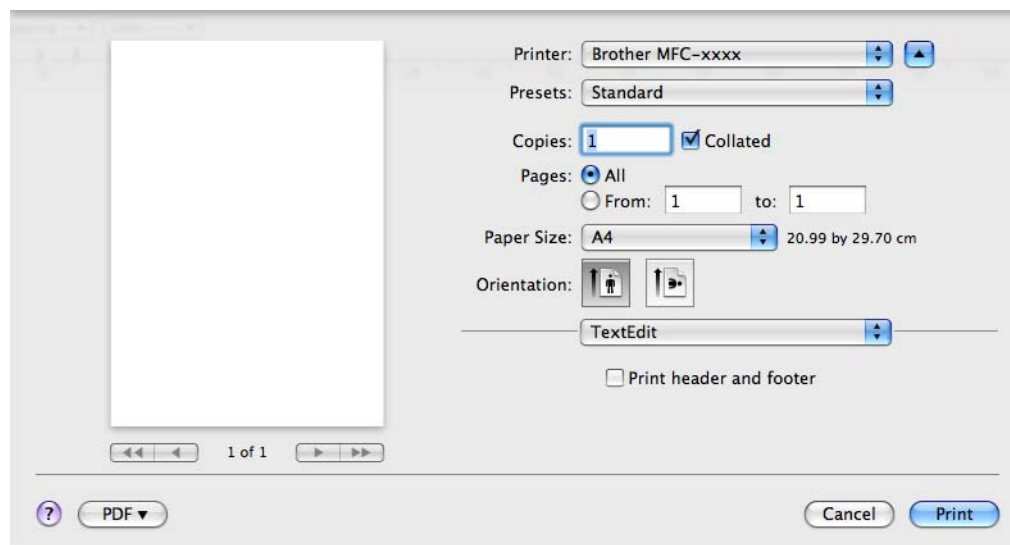 Printer: Brother MFC-xxxx
Presets: Standard
Copies: 1 Collated
Pages: All
From: 1 to: 1
Paper Size: A4 20.99 by 29.70 cm
Orientation:
TextEdit
Print header and footer
1 of 1
? PDF Cancel Print